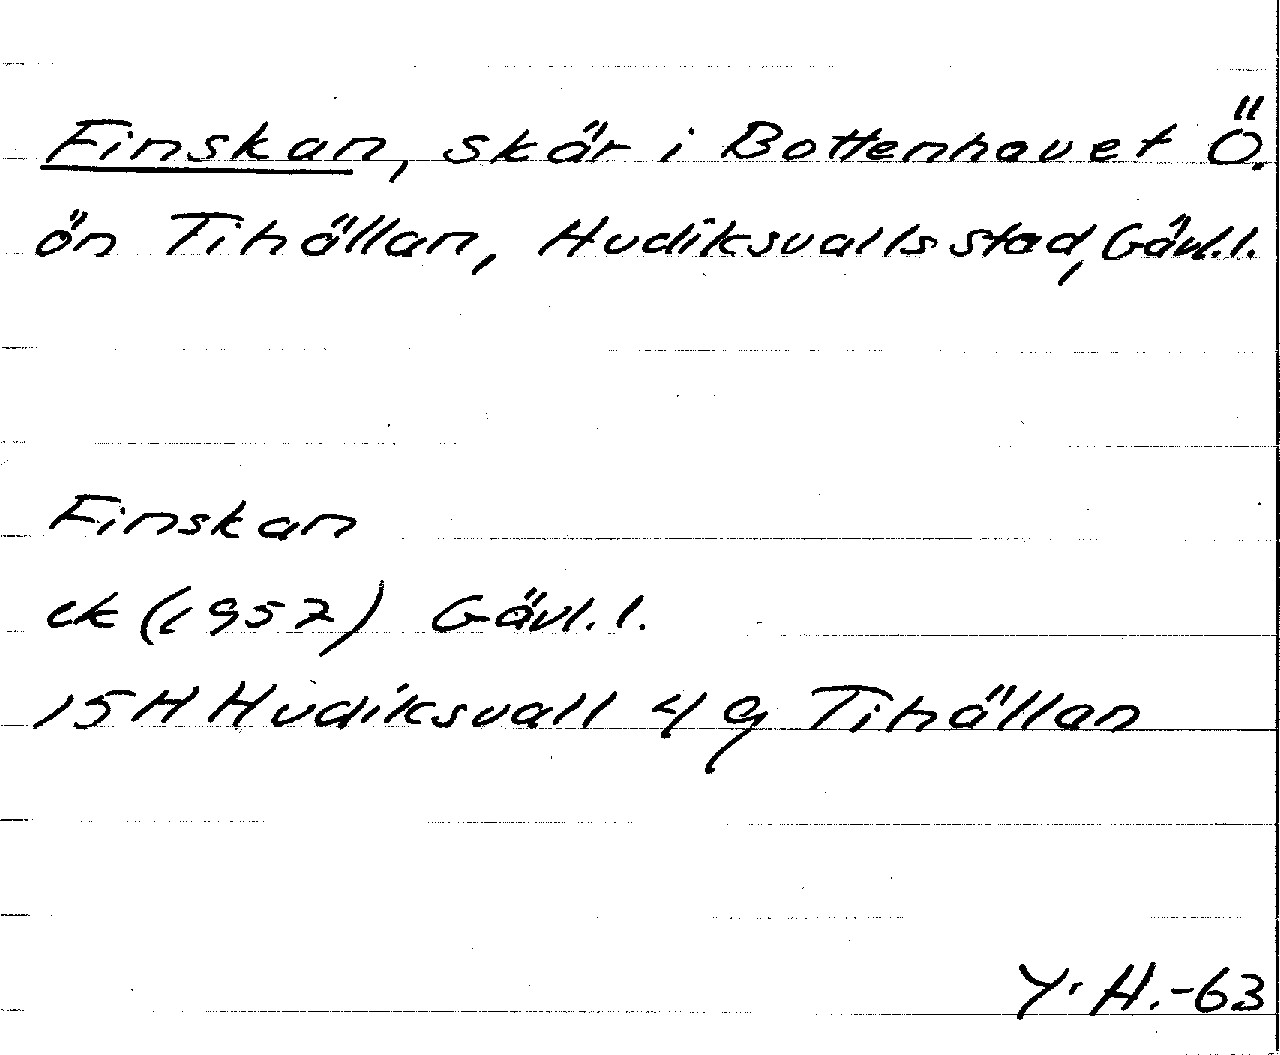 Finskan, skär i Bottenhavet Ö.
ön Tihällan, Hudiksvalls stad, Gävl.l.
Finskan
ek (1952) Gävl.l.
15H Hudiksvall 4g Tihällan
Y.H.-63